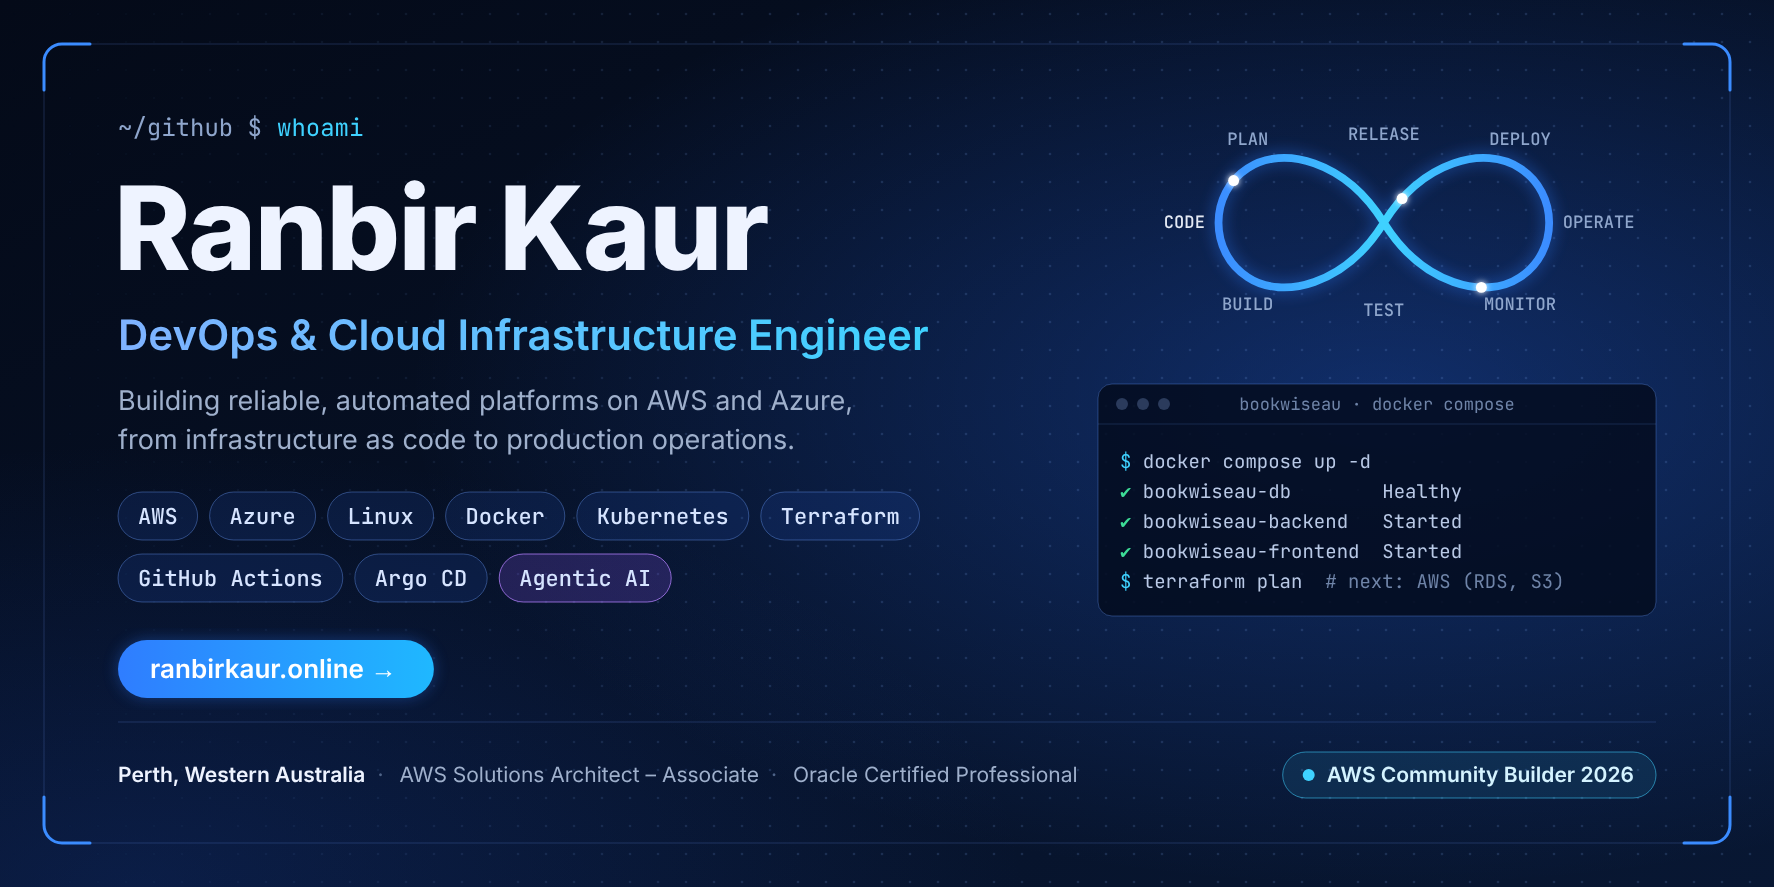 ~/github $ whoami
Ranbir Kaur
DevOps & Cloud Infrastructure Engineer
Building reliable, automated platforms on AWS and Azure,
from infrastructure as code to production operations.
AWS Azure Linux Docker Kubernetes Terraform
GitHub Actions Argo CD Agentic AI
ranbirkaur.online →
PLAN RELEASE DEPLOY
CODE OPERATE
BUILD TEST MONITOR
bookwiseau · docker compose
$ docker compose up -d
✔ bookwiseau-db Healthy
✔ bookwiseau-backend Started
✔ bookwiseau-frontend Started
$ terraform plan # next: AWS (RDS, S3)
Perth, Western Australia · AWS Solutions Architect – Associate · Oracle Certified Professional
AWS Community Builder 2026